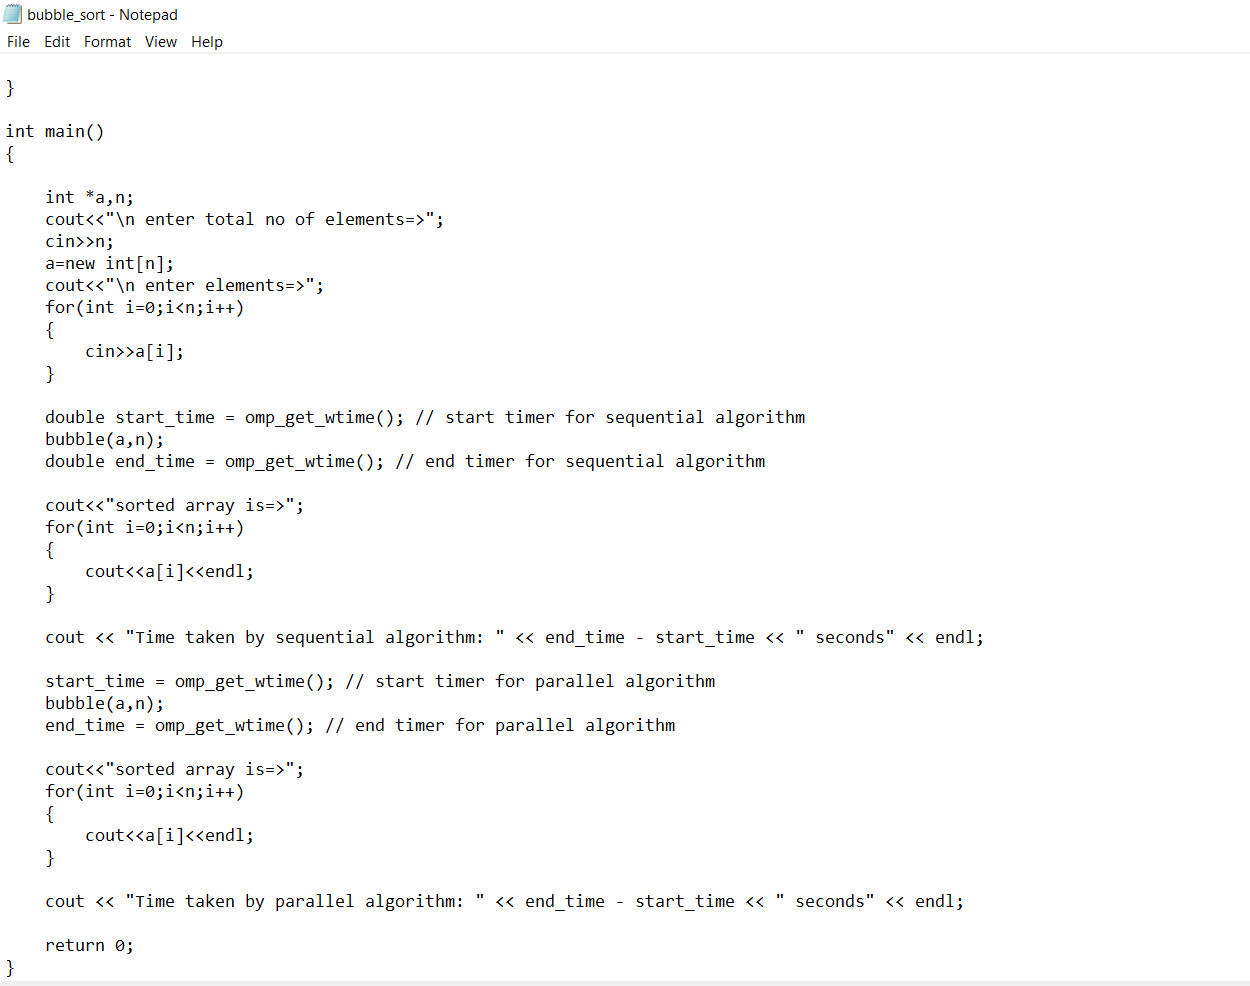 bubble_sort - Notepad
File Edit Format View Help
}
int main()
{
int *a,n;
cout<<"\n enter total no of elements=>";
cin>>n;
a=new int[n];
cout<<"\n enter elements=>";
for(int i=0;i<n;i++)
{
cin>>a[i];
}
double start_time = omp_get_wtime(); // start timer for sequential algorithm
bubble(a,n);
double end_time = omp_get_wtime(); // end timer for sequential algorithm
cout<<"sorted array is=>";
for(int i=0;i<n;i++)
{
cout<<a[i]<<endl;
}
cout << "Time taken by sequential algorithm: " << end_time - start_time << " seconds" << endl;
start_time = omp_get_wtime(); // start timer for parallel algorithm
bubble(a,n);
end_time = omp_get_wtime(); // end timer for parallel algorithm
cout<<"sorted array is=>";
for(int i=0;i<n;i++)
{
cout<<a[i]<<endl;
}
cout << "Time taken by parallel algorithm: " << end_time - start_time << " seconds" << endl;
return 0;
}